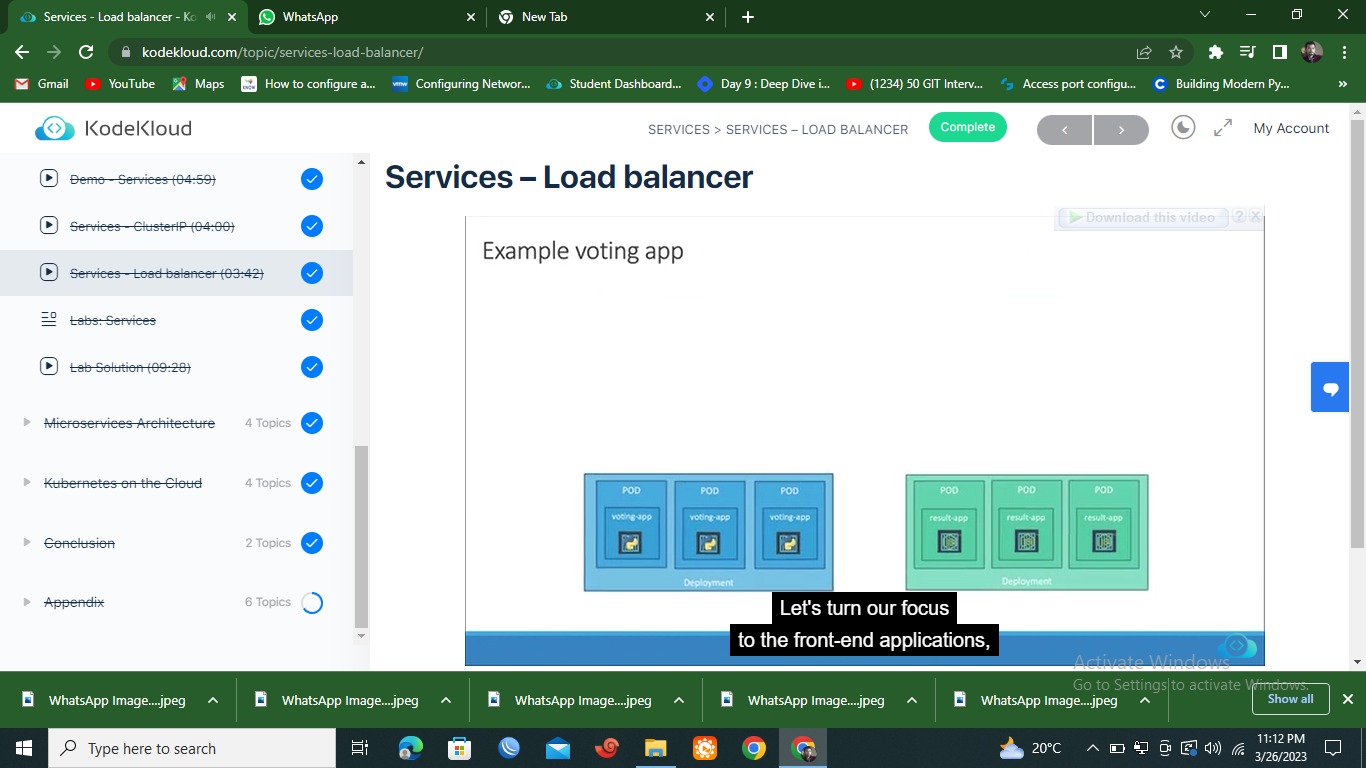 Services - Load balancer - Ko
WhatsApp
New Tab
kodekloud.com/topic/services-load-balancer/
Gmail
YouTube
Maps
How to configure a...
Configuring Networ...
Student Dashboard...
Day 9 : Deep Dive i...
(1234) 50 GIT Interv...
Access port configu...
Building Modern Py...
»
KodeKloud
SERVICES > SERVICES – LOAD BALANCER
Complete
My Account
Demo - Services (04:59)
Services - ClusterIP (04:00)
Services - Load balancer (03:42)
Labs: Services
Lab Solution (09:28)
Microservices Architecture 4 Topics
Kubernetes on the Cloud 4 Topics
Conclusion 2 Topics
Appendix 6 Topics
Services – Load balancer
Download this video ? X
Example voting app
POD POD POD
voting-app voting-app voting-app
Deployment
POD POD POD
result-app result-app result-app
Deployment
Let's turn our focus
to the front-end applications,
Activate Windows
Go to Settings to activate Windows.
WhatsApp Image....jpeg
WhatsApp Image....jpeg
WhatsApp Image....jpeg
WhatsApp Image....jpeg
WhatsApp Image....jpeg
Show all
Type here to search
20°C
11:12 PM
3/26/2023